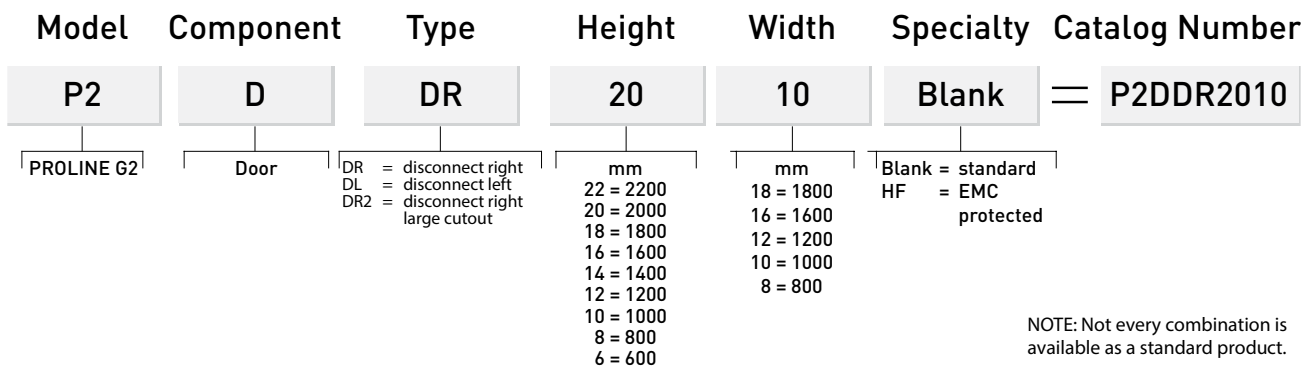 Model Component Type Height Width Specialty Catalog Number
P2 D DR 20 10 Blank = P2DDR2010
PROLINE G2
Door
DR = disconnect right
DL = disconnect left
DR2 = disconnect right
large cutout
mm
22 = 2200
20 = 2000
18 = 1800
16 = 1600
14 = 1400
12 = 1200
10 = 1000
8 = 800
6 = 600
mm
18 = 1800
16 = 1600
12 = 1200
10 = 1000
8 = 800
Blank = standard
HF = EMC
protected
NOTE: Not every combination is
available as a standard product.